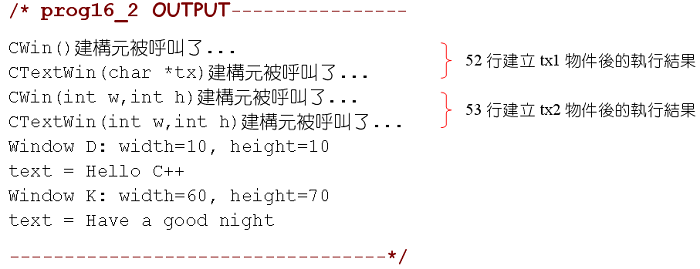 /* prog16_2 OUTPUT----------------
CWin()建構元被呼叫了...
CTextWin(char *tx)建構元被呼叫了...
52 行建立 tx1 物件後的執行結果
CWin(int w,int h)建構元被呼叫了...
CTextWin(int w,int h)建構元被呼叫了...
53 行建立 tx2 物件後的執行結果
Window D: width=10, height=10
text = Hello C++
Window K: width=60, height=70
text = Have a good night
----------------------------------*/